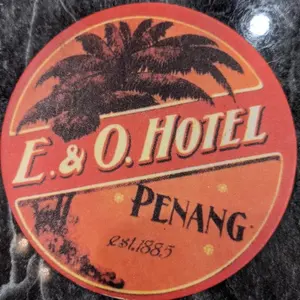 E. & O. HOTEL
PENANG
est.1885